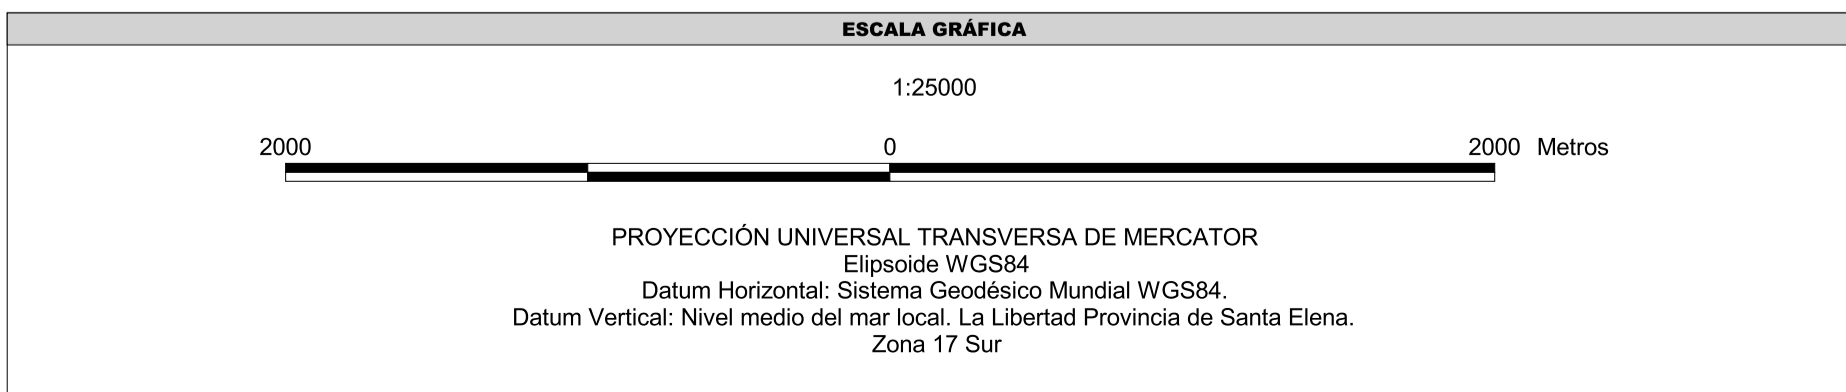 ESCALA GRÁFICA
1:25000
2000 0 2000 Metros
PROYECCIÓN UNIVERSAL TRANSVERSA DE MERCATOR
Elipsoide WGS84
Datum Horizontal: Sistema Geodésico Mundial WGS84.
Datum Vertical: Nivel medio del mar local. La Libertad Provincia de Santa Elena.
Zona 17 Sur